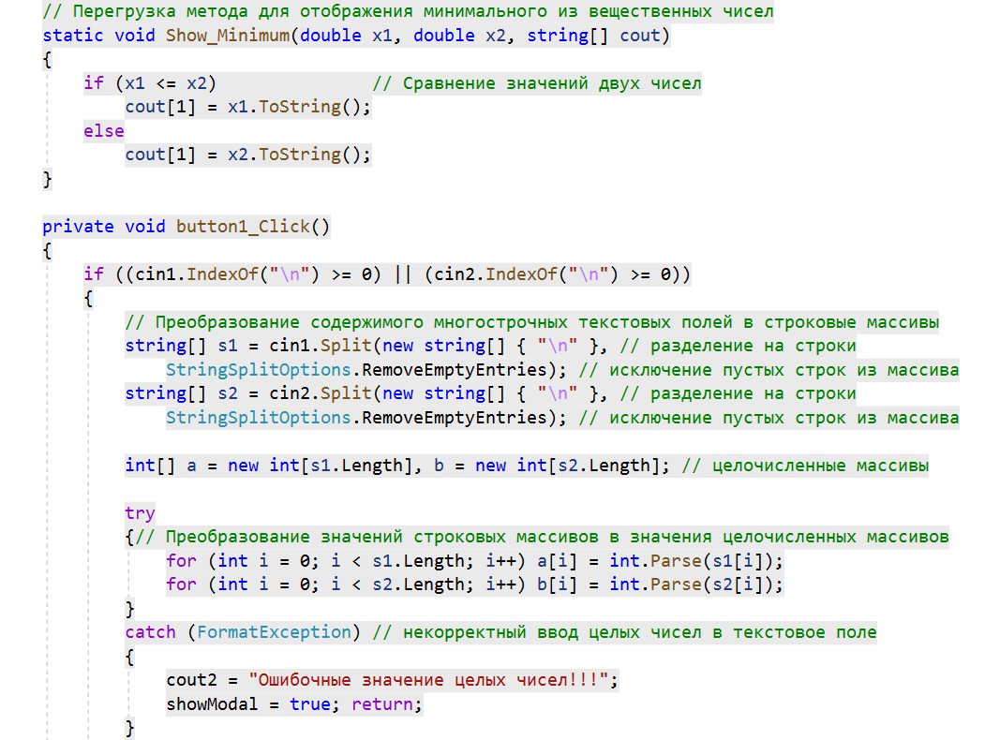 // Перегрузка метода для отображения минимального из вещественных чисел
static void Show_Minimum(double x1, double x2, string[] cout)
{
    if (x1 <= x2)               // Сравнение значений двух чисел
        cout[1] = x1.ToString();
    else
        cout[1] = x2.ToString();
}

private void button1_Click()
{
    if ((cin1.IndexOf("\n") >= 0) || (cin2.IndexOf("\n") >= 0))
    {
        // Преобразование содержимого многострочных текстовых полей в строковые массивы
        string[] s1 = cin1.Split(new string[] { "\n" }, // разделение на строки
            StringSplitOptions.RemoveEmptyEntries); // исключение пустых строк из массива
        string[] s2 = cin2.Split(new string[] { "\n" }, // разделение на строки
            StringSplitOptions.RemoveEmptyEntries); // исключение пустых строк из массива

        int[] a = new int[s1.Length], b = new int[s2.Length]; // целочисленные массивы

        try
        {// Преобразование значений строковых массивов в значения целочисленных массивов
            for (int i = 0; i < s1.Length; i++) a[i] = int.Parse(s1[i]);
            for (int i = 0; i < s2.Length; i++) b[i] = int.Parse(s2[i]);
        }
        catch (FormatException) // некорректный ввод целых чисел в текстовое поле
        {
            cout2 = "Ошибочные значение целых чисел!!!";
            showModal = true; return;
        }